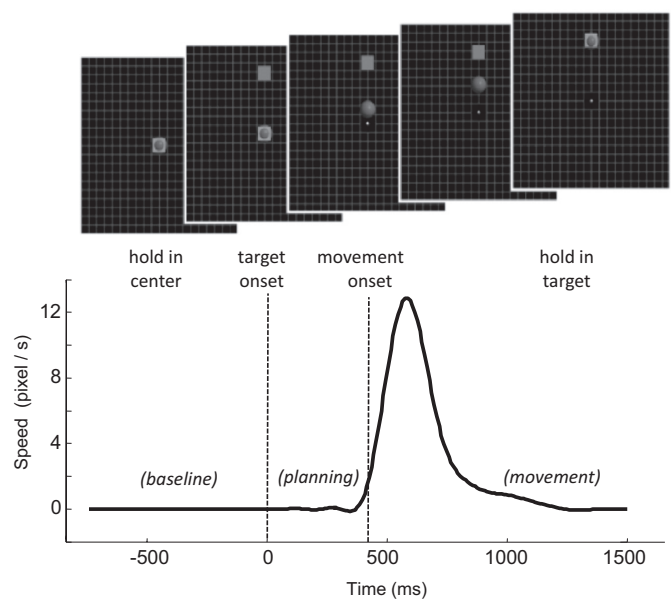 hold in
center
target
onset
movement
onset
hold in
target
12
8
4
0
Speed (pixel / s)
(baseline)
(planning)
(movement)
-500
0
500
1000
1500
Time (ms)